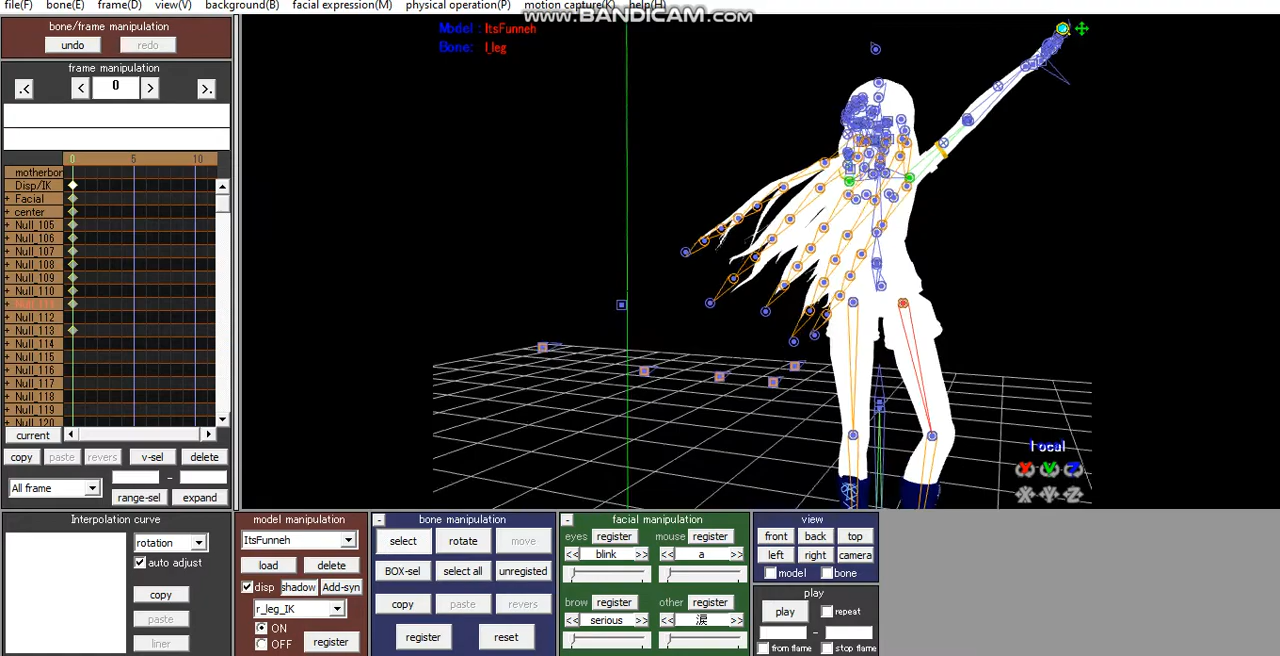 file(F) bone(E) frame(D) view(V) background(B) facial expression(M) physical operation(P) motion capture(K) help(H)
www.BANDICAM.com
bone/frame manipulation
undo redo
frame manipulation
.< < 0 > >.
0 5 10
motherbor
Disp/IK
+ Facial
+ center
+ Null_105
+ Null_106
+ Null_107
+ Null_108
+ Null_109
+ Null_110
+ Null_112
+ Null_113
+ Null_114
+ Null_115
+ Null_116
+ Null_117
+ Null_118
+ Null_119
+ Null_120
current
copy paste revers v-sel delete
All frame - range-sel expand
Model : ItsFunneh
Bone: l_leg
Local
X Y Z
X Y Z
Interpolation curve
rotation
auto adjust
copy
paste
liner
model manipulation
ItsFunneh
load delete
disp shadow Add-syn
r_leg_IK
ON
OFF register
- bone manipulation
select rotate move
BOX-sel select all unregisted
copy paste revers
register reset
- facial manipulation
eyes register mouse register
<< blink >> << a >>
brow register other register
<< serious >> << 涙 >>
view
front back top
left right camera
model bone
play
play repeat
-
from flame stop flame